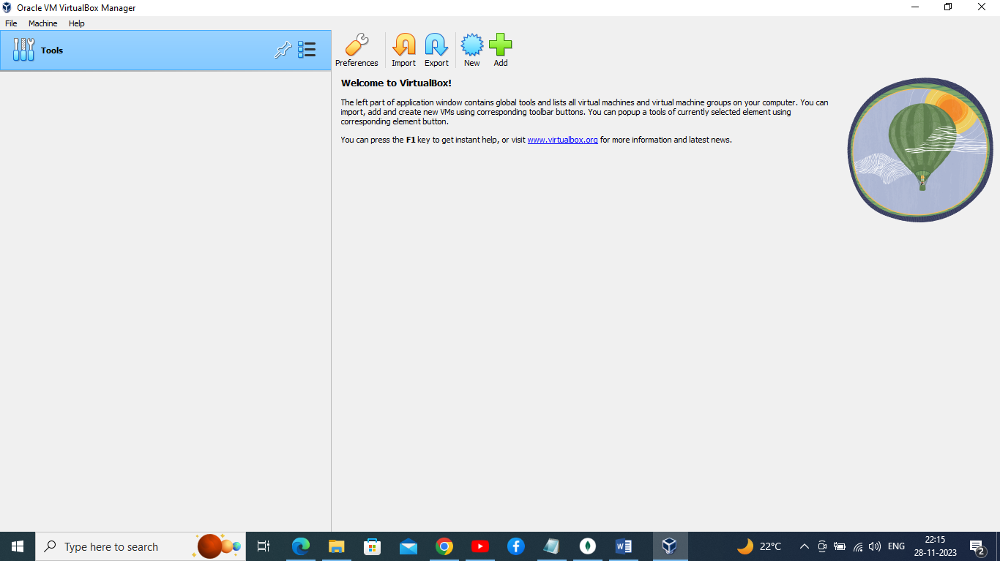 Oracle VM VirtualBox Manager
File Machine Help
Tools
Preferences Import Export New Add
Welcome to VirtualBox!
The left part of application window contains global tools and lists all virtual machines and virtual machine groups on your computer. You can
import, add and create new VMs using corresponding toolbar buttons. You can popup a tools of currently selected element using
corresponding element button.
You can press the F1 key to get instant help, or visit www.virtualbox.org for more information and latest news.
Type here to search
22°C
ENG
22:15
28-11-2023
2